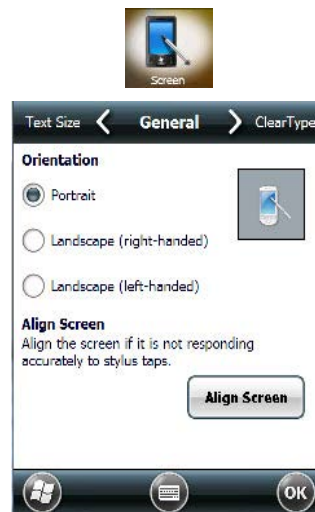 Screen
Text Size General ClearType
Orientation
Portrait
Landscape (right-handed)
Landscape (left-handed)
Align Screen
Align the screen if it is not responding
accurately to stylus taps.
Align Screen
OK